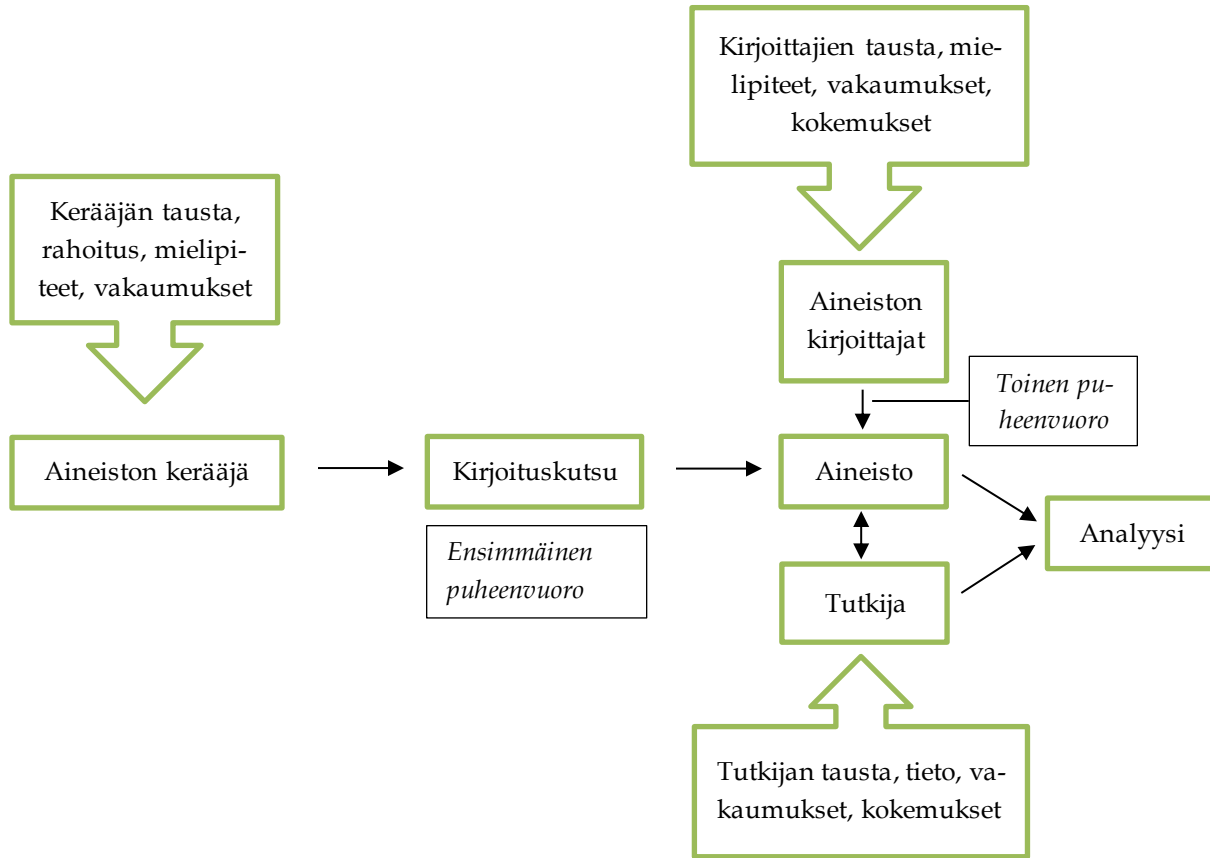 Kirjoittajien tausta, mie-
lipiteet, vakaumukset,
kokemukset
Kerääjän tausta,
rahoitus, mielipi-
teet, vakaumukset
Aineiston
kirjoittajat
Toinen pu-
heenvuoro
Aineiston kerääjä
Kirjoituskutsu
Aineisto
Ensimmäinen
puheenvuoro
Analyysi
Tutkija
Tutkijan tausta, tieto, va-
kaumukset, kokemukset